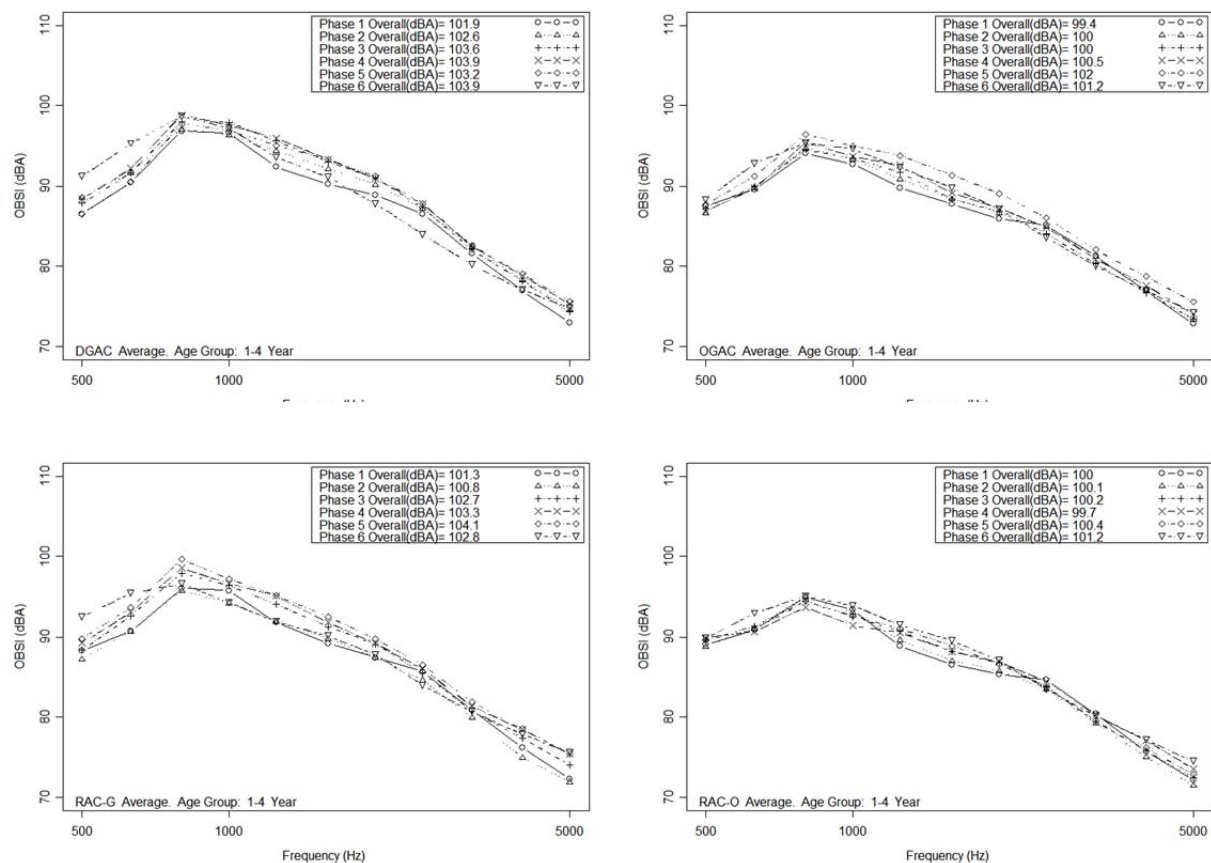 Phase 1 Overall(dBA)= 101.9
Phase 2 Overall(dBA)= 102.6
Phase 3 Overall(dBA)= 103.6
Phase 4 Overall(dBA)= 103.9
Phase 5 Overall(dBA)= 103.2
Phase 6 Overall(dBA)= 103.9
OBSI (dBA)
110
100
90
80
70
DGAC Average. Age Group: 1-4 Year
500
1000
5000
Phase 1 Overall(dBA)= 99.4
Phase 2 Overall(dBA)= 100
Phase 3 Overall(dBA)= 100
Phase 4 Overall(dBA)= 100.5
Phase 5 Overall(dBA)= 102
Phase 6 Overall(dBA)= 101.2
OBSI (dBA)
110
100
90
80
70
OGAC Average. Age Group: 1-4 Year
500
1000
5000
Phase 1 Overall(dBA)= 101.3
Phase 2 Overall(dBA)= 100.8
Phase 3 Overall(dBA)= 102.7
Phase 4 Overall(dBA)= 103.3
Phase 5 Overall(dBA)= 104.1
Phase 6 Overall(dBA)= 102.8
OBSI (dBA)
110
100
90
80
70
RAC-G Average. Age Group: 1-4 Year
500
1000
5000
Frequency (Hz)
Phase 1 Overall(dBA)= 100
Phase 2 Overall(dBA)= 100.1
Phase 3 Overall(dBA)= 100.2
Phase 4 Overall(dBA)= 99.7
Phase 5 Overall(dBA)= 100.4
Phase 6 Overall(dBA)= 101.2
OBSI (dBA)
110
100
90
80
70
RAC-O Average. Age Group: 1-4 Year
500
1000
5000
Frequency (Hz)